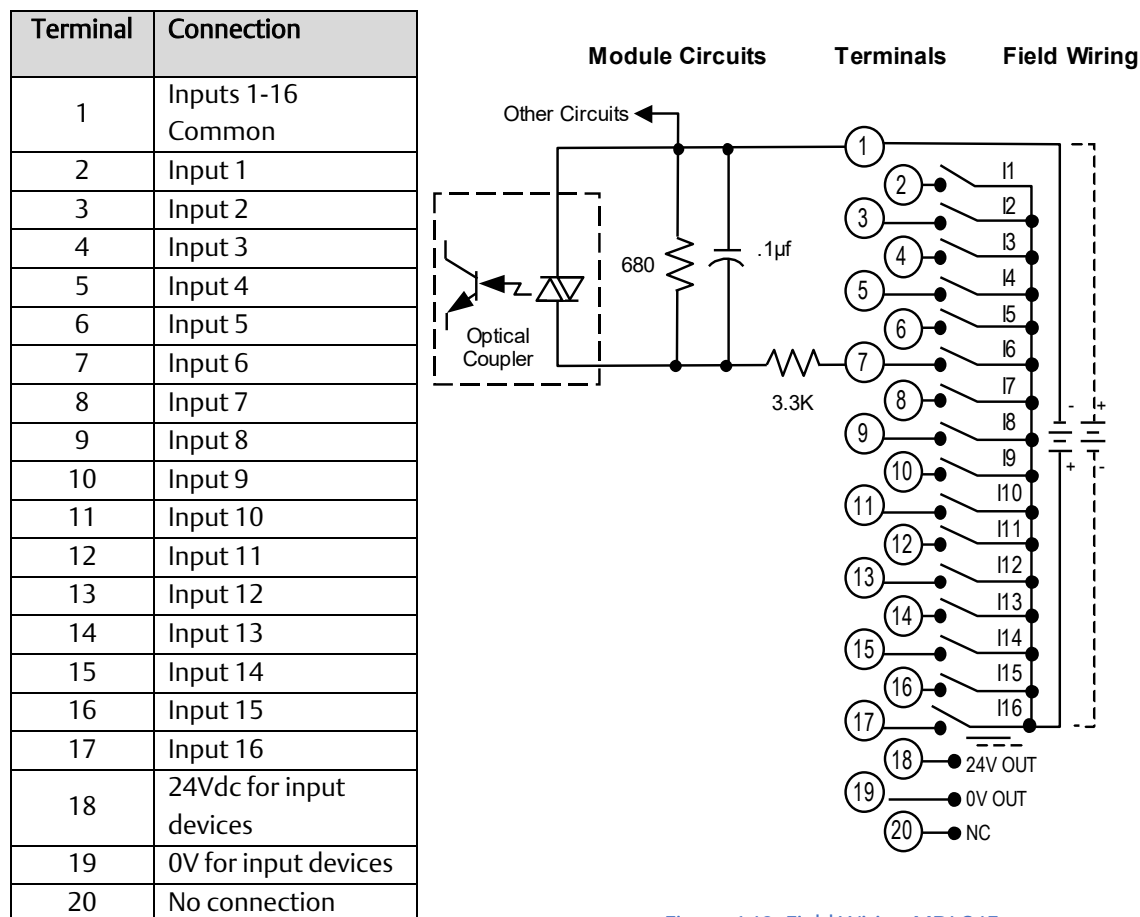 Terminal Connection
1 Inputs 1-16
Common
2 Input 1
3 Input 2
4 Input 3
5 Input 4
6 Input 5
7 Input 6
8 Input 7
9 Input 8
10 Input 9
11 Input 10
12 Input 11
13 Input 12
14 Input 13
15 Input 14
16 Input 15
17 Input 16
18 24Vdc for input
devices
19 0V for input devices
20 No connection
Module Circuits Terminals Field Wiring
Other Circuits
1
2 I1
3 I2
4 I3
680 .1µf
5 I4
6 I5
Optical
Coupler
7 I6
3.3K
8 I7
- +
9 I8
+ -
10 I9
11 I10
12 I11
13 I12
14 I13
15 I14
16 I15
17 I16
18 24V OUT
19 0V OUT
20 NC